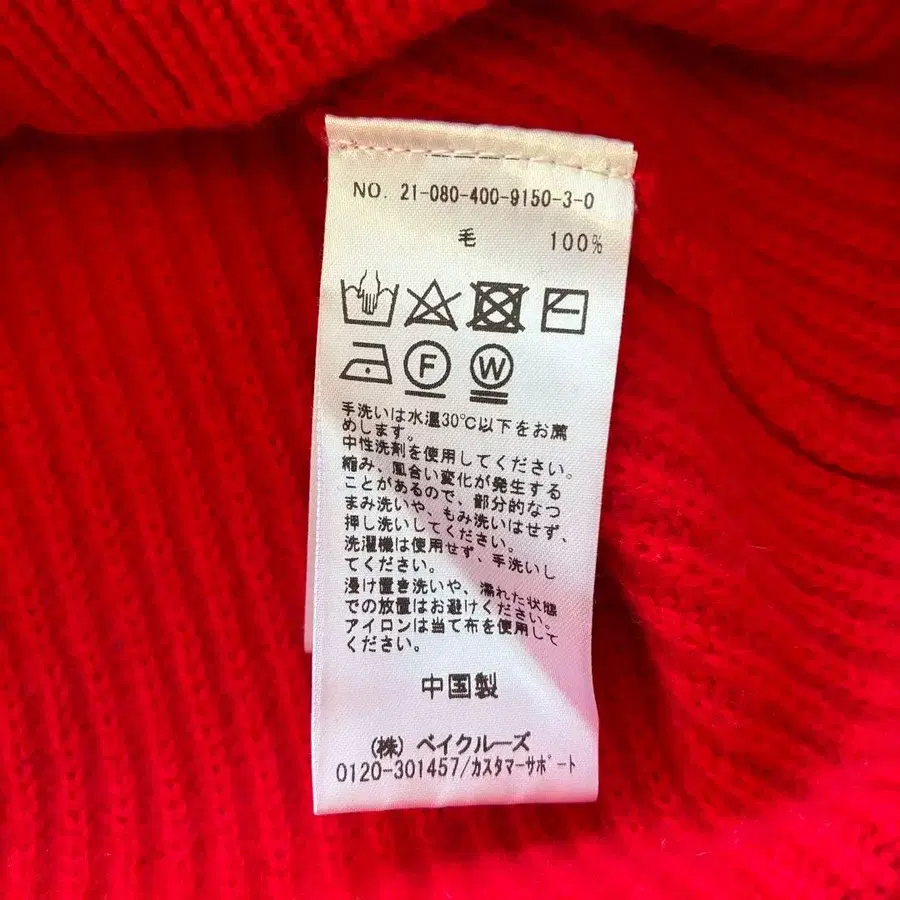 NO. 21-080-400-9150-3-0
毛 100%
F W
手洗いは水温30℃以下をお薦
めします。
中性洗剤を使用してください。
縮み、風合い変化が発生する
ことがあるので、部分的なつ
まみ洗いや、もみ洗いはせず、
押し洗いしてください。
洗濯機は使用せず、手洗いし
てください。
浸け置き洗いや、濡れた状態
での放置はお避けください。
アイロンは当て布を使用して
ください。
中国製
(株) ベイクルーズ
0120-301457/カスタマーサポート